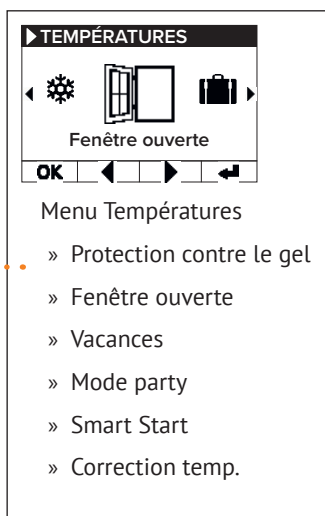 TEMPÉRATURES
Fenêtre ouverte
OK
Menu Températures
» Protection contre le gel
» Fenêtre ouverte
» Vacances
» Mode party
» Smart Start
» Correction temp.